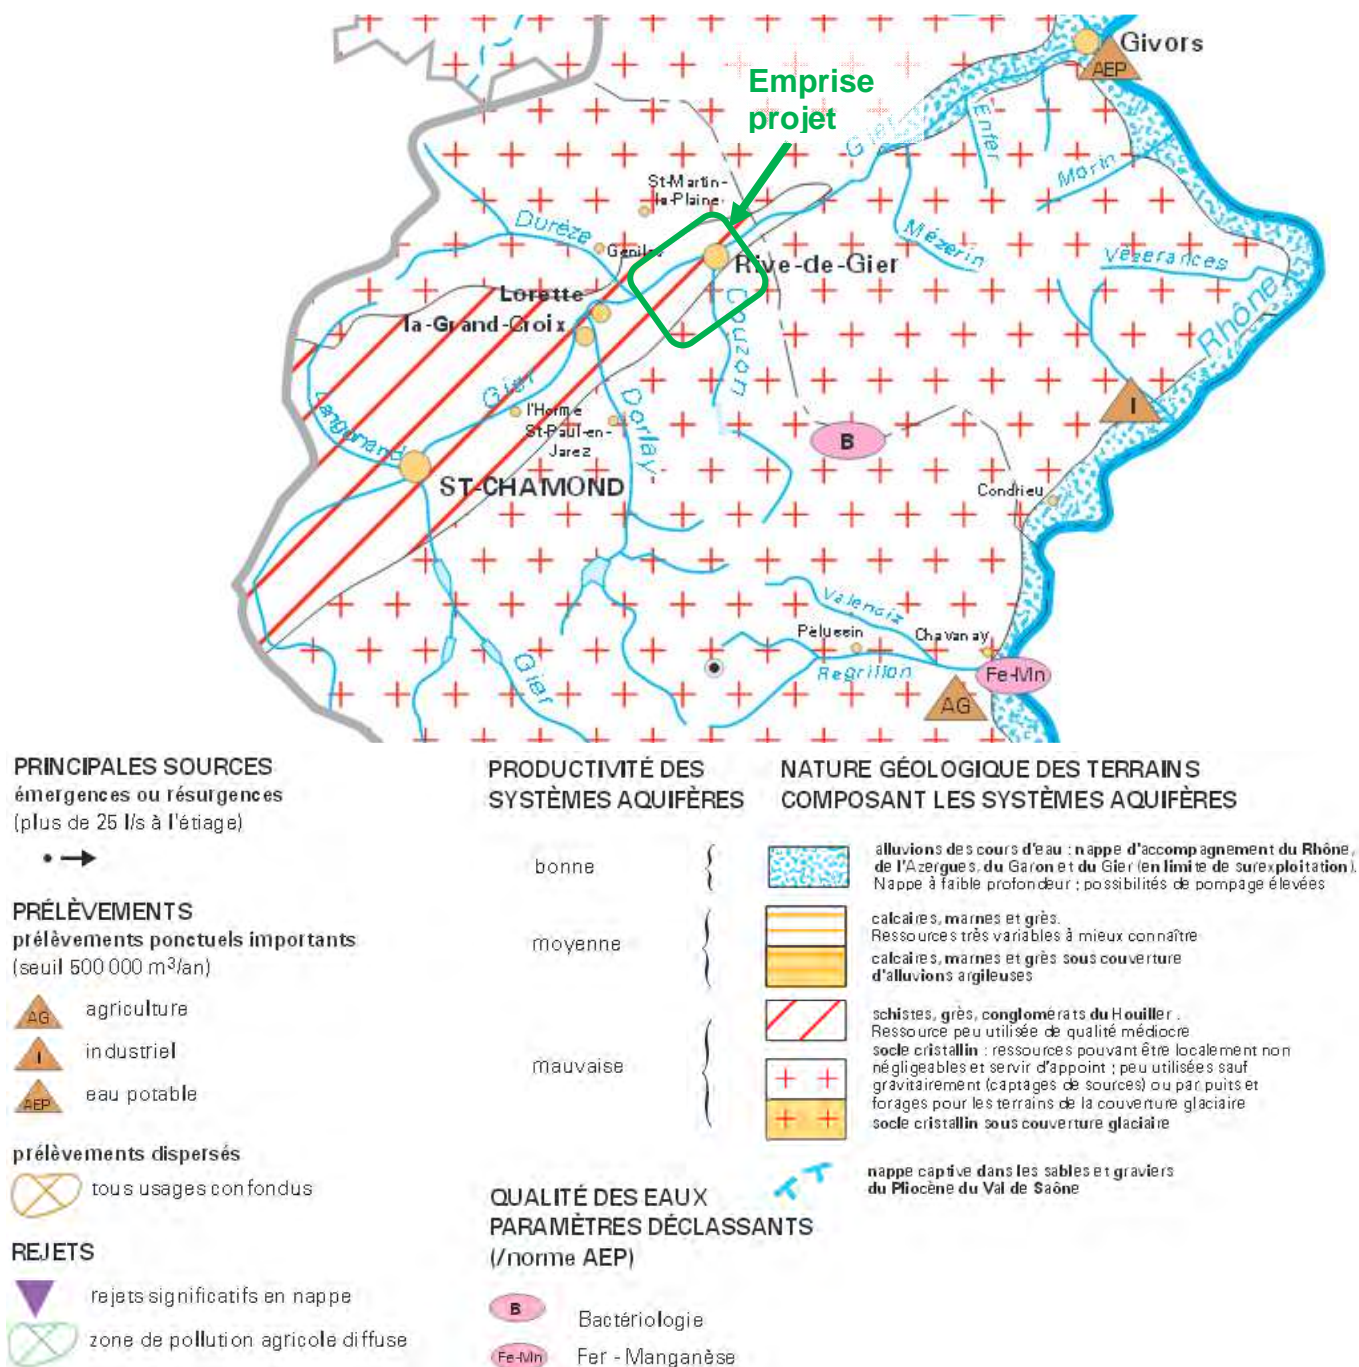 Givors
AEP
Emprise
projet
Gier
Enfer
Morin
St-Martin-
la-Plaine
Durèze
Mézerin
Vézerances
Génilac
Rive-de-Gier
Lorette
la-Grand-Croix
Couzon
Rhône
Gier
Langonand
l'Horme
St-Paul-en-
Jarez
Dorlay
I
B
ST-CHAMOND
Condrieu
Valencix
Pélussin
Chavanay
Régrillon
Fe-Mn
AG
Gier
PRINCIPALES SOURCES
émergences ou résurgences
(plus de 25 l/s à l'étiage)
PRÉLÈVEMENTS
prélèvements ponctuels importants
(seuil 500 000 m³/an)
AG agriculture
I industriel
AEP eau potable
prélèvements dispersés
tous usages confondus
REJETS
rejets significatifs en nappe
zone de pollution agricole diffuse
PRODUCTIVITÉ DES
SYSTÈMES AQUIFÈRES
bonne
moyenne
mauvaise
QUALITÉ DES EAUX
PARAMÈTRES DÉCLASSANTS
(/norme AEP)
B Bactériologie
Fe-Mn Fer - Manganèse
NATURE GÉOLOGIQUE DES TERRAINS
COMPOSANT LES SYSTÈMES AQUIFÈRES
alluvions des cours d'eau : nappe d'accompagnement du Rhône,
de l'Azergues, du Garon et du Gier (en limite de surexploitation).
Nappe à faible profondeur ; possibilités de pompage élevées
calcaires, marnes et grès.
Ressources très variables à mieux connaître
calcaires, marnes et grès sous couverture
d'alluvions argileuses
schistes, grès, conglomérats du Houiller .
Ressource peu utilisée de qualité médiocre
socle cristallin : ressources pouvant être localement non
négligeables et servir d'appoint ; peu utilisées sauf
gravitairement (captages de sources) ou par puits et
forages pour les terrains de la couverture glaciaire
socle cristallin sous couverture glaciaire
nappe captive dans les sables et graviers
du Pliocène du Val de Saône